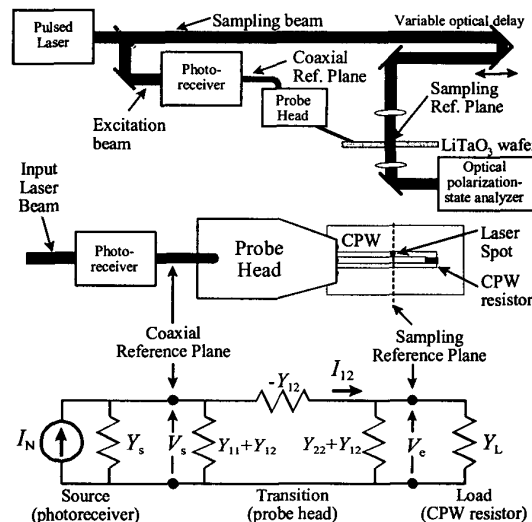 Pulsed
Laser
Sampling beam
Variable optical delay
Photo-
receiver
Coaxial
Ref. Plane
Probe
Head
Sampling
Ref. Plane
Excitation
beam
LiTaO3 wafer
Optical
polarization-
state analyzer
Input
Laser
Beam
Photo-
receiver
Probe
Head
CPW
Laser
Spot
CPW
resistor
Coaxial
Reference Plane
Sampling
Reference Plane
I12
-Y12
IN
Ys
Vs
Y11+Y12
Y22+Y12
Ve
YL
Source
(photoreceiver)
Transition
(probe head)
Load
(CPW resistor)